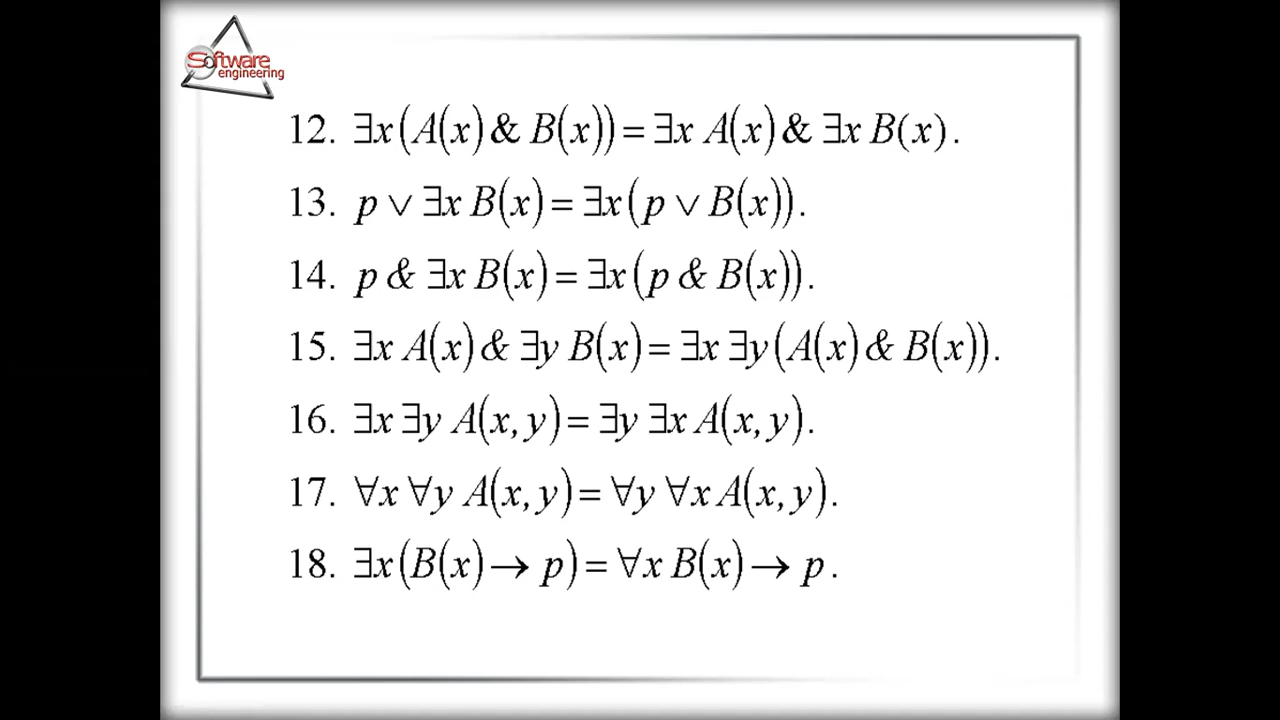 Software
engineering
12. ∃x(A(x) & B(x)) = ∃x A(x) & ∃x B(x).
13. p ∨ ∃x B(x) = ∃x(p ∨ B(x)).
14. p & ∃x B(x) = ∃x(p & B(x)).
15. ∃x A(x) & ∃y B(x) = ∃x ∃y(A(x) & B(x)).
16. ∃x ∃y A(x, y) = ∃y ∃x A(x, y).
17. ∀x ∀y A(x, y) = ∀y ∀x A(x, y).
18. ∃x(B(x) → p) = ∀x B(x) → p.